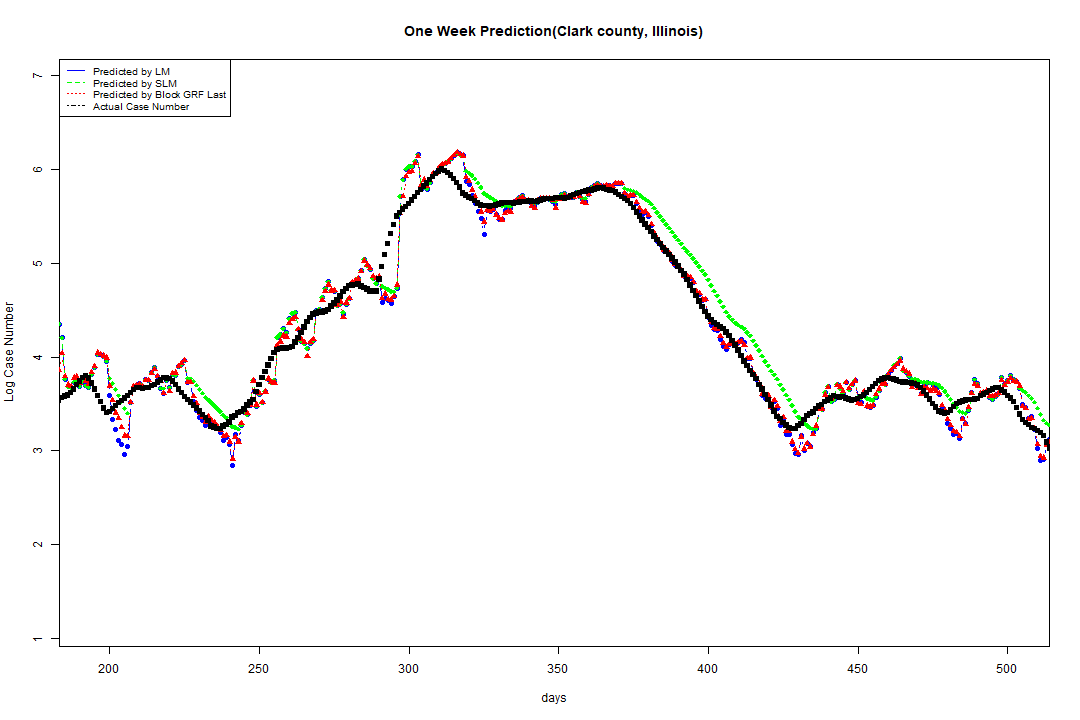 One Week Prediction(Clark county, Illinois)
Predicted by LM
Predicted by SLM
Predicted by Block GRF Last
Actual Case Number
7
6
5
4
3
2
1
Log Case Number
200 250 300 350 400 450 500
days